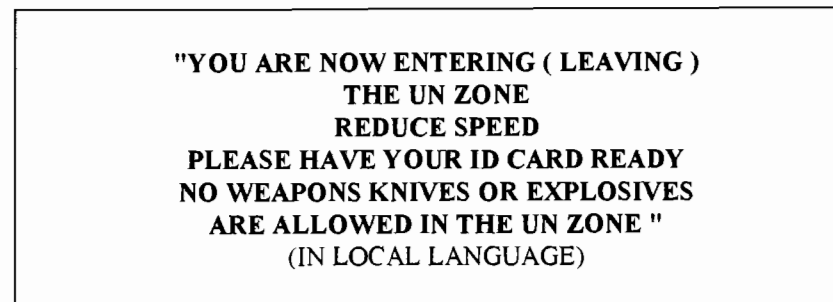 "YOU ARE NOW ENTERING ( LEAVING )
THE UN ZONE
REDUCE SPEED
PLEASE HAVE YOUR ID CARD READY
NO WEAPONS KNIVES OR EXPLOSIVES
ARE ALLOWED IN THE UN ZONE "
(IN LOCAL LANGUAGE)